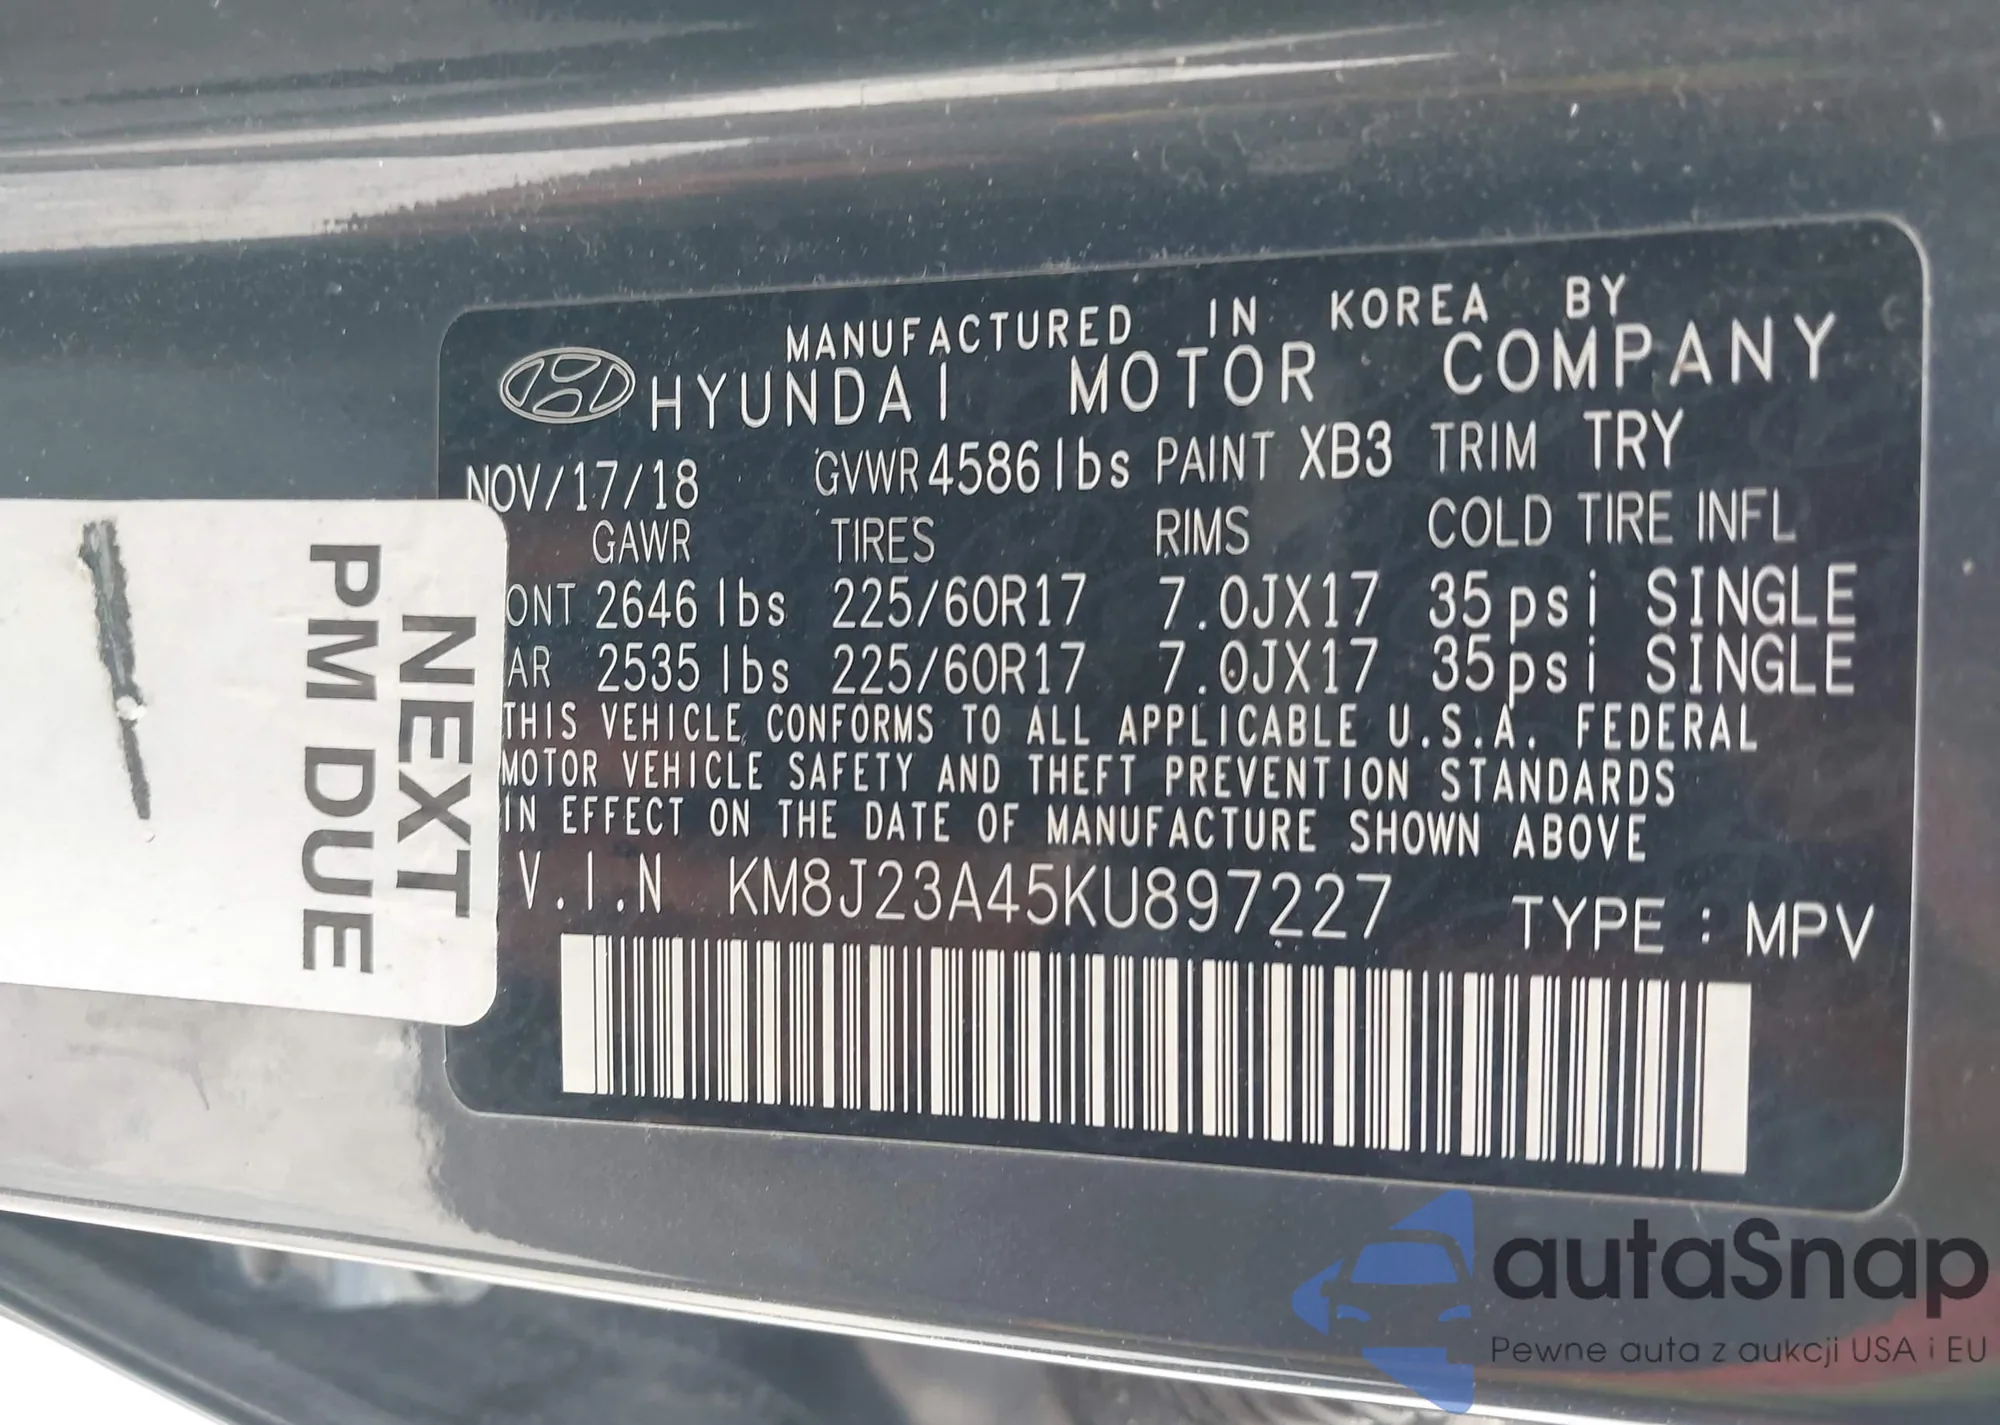 MANUFACTURED IN KOREA BY
HYUNDAI MOTOR COMPANY
NOV/17/18 GVWR 4586lbs PAINT XB3 TRIM TRY
GAWR TIRES RIMS COLD TIRE INFL
ONT 2646 lbs 225/60R17 7.0JX17 35psi SINGLE
AR 2535 lbs 225/60R17 7.0JX17 35psi SINGLE
THIS VEHICLE CONFORMS TO ALL APPLICABLE U.S.A. FEDERAL
MOTOR VEHICLE SAFETY AND THEFT PREVENTION STANDARDS
IN EFFECT ON THE DATE OF MANUFACTURE SHOWN ABOVE
V.I.N KM8J23A45KU897227 TYPE : MPV
NEXT
PM DUE
autaSnap
Pewne auta z aukcji USA i EU